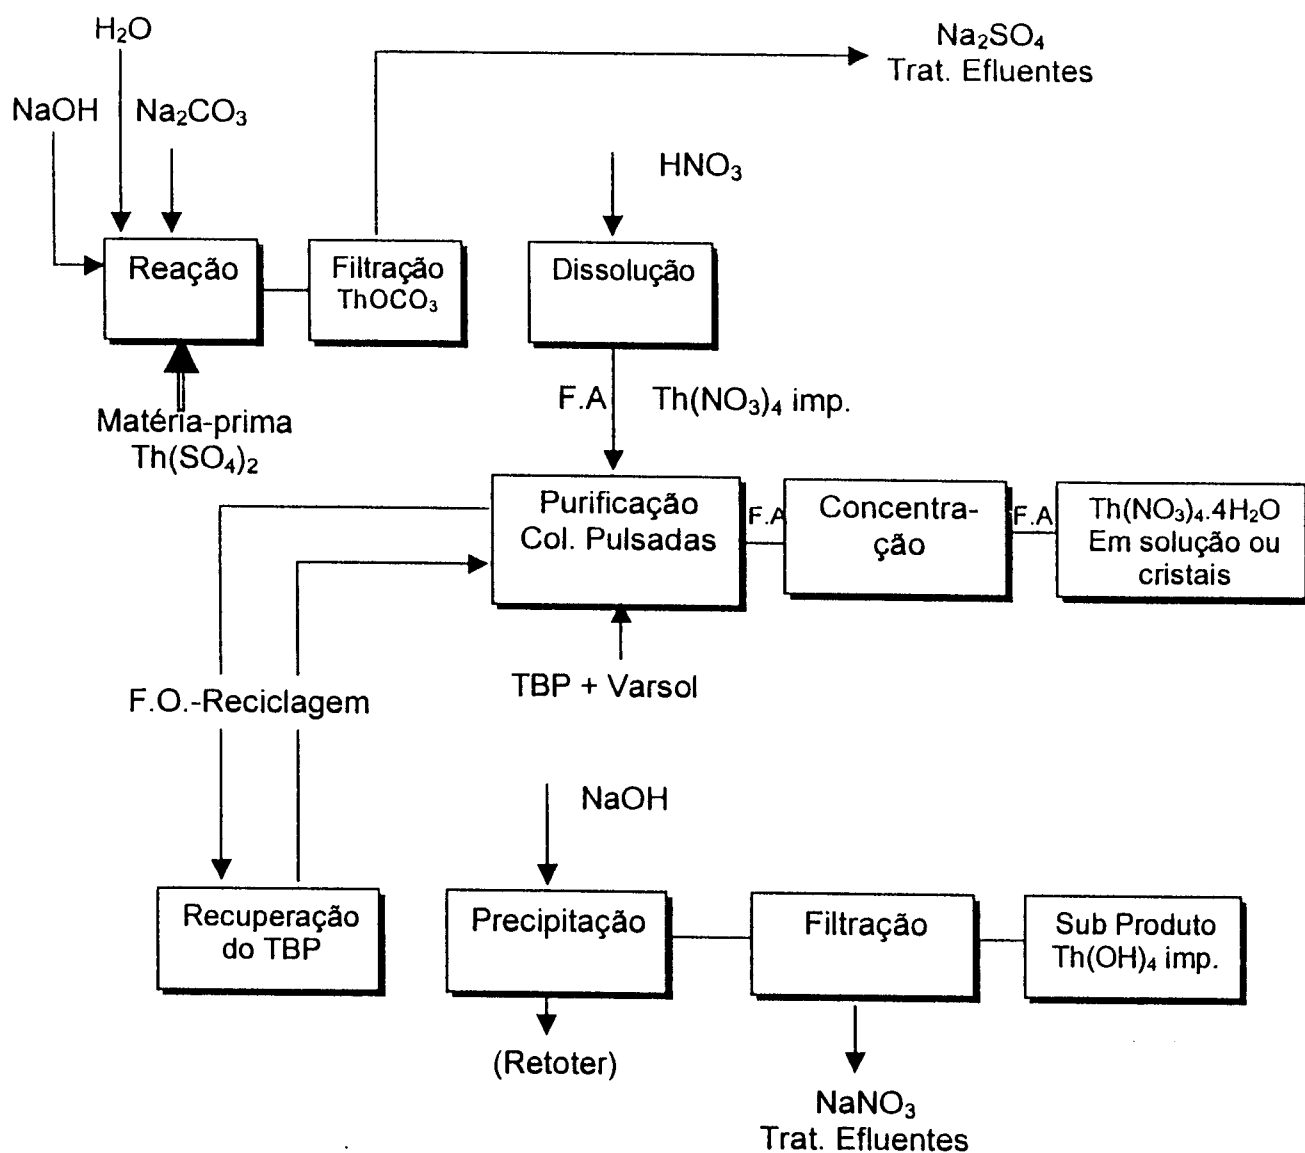 H₂O
Na₂SO₄
Trat. Efluentes
NaOH
Na₂CO₃
HNO₃
Reação
Filtração
ThOCO₃
Dissolução
F.A
Th(NO₃)₄ imp.
Matéria-prima
Th(SO₄)₂
Purificação
Col. Pulsadas
F.A
Concentra-
ção
F.A
Th(NO₃)₄.4H₂O
Em solução ou
cristais
TBP + Varsol
F.O.-Reciclagem
NaOH
Recuperação
do TBP
Precipitação
Filtração
Sub Produto
Th(OH)₄ imp.
(Retoter)
NaNO₃
Trat. Efluentes